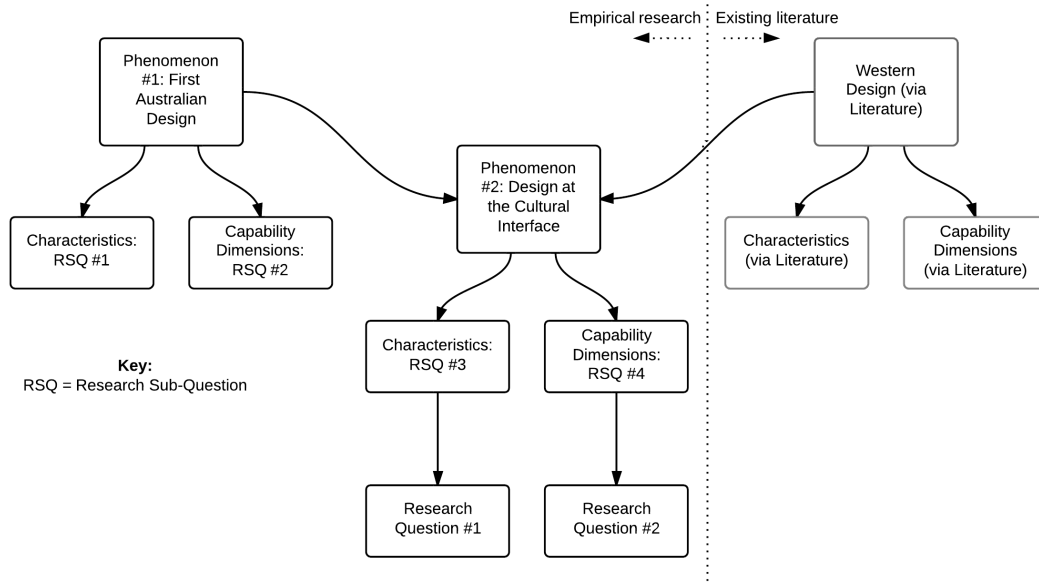 Empirical research
Existing literature
Phenomenon
#1: First
Australian
Design
Western
Design (via
Literature)
Phenomenon
#2: Design at
the Cultural
Interface
Characteristics:
RSQ #1
Capability
Dimensions:
RSQ #2
Characteristics
(via Literature)
Capability
Dimensions
(via Literature)
Characteristics:
RSQ #3
Capability
Dimensions:
RSQ #4
Key:
RSQ = Research Sub-Question
Research
Question #1
Research
Question #2